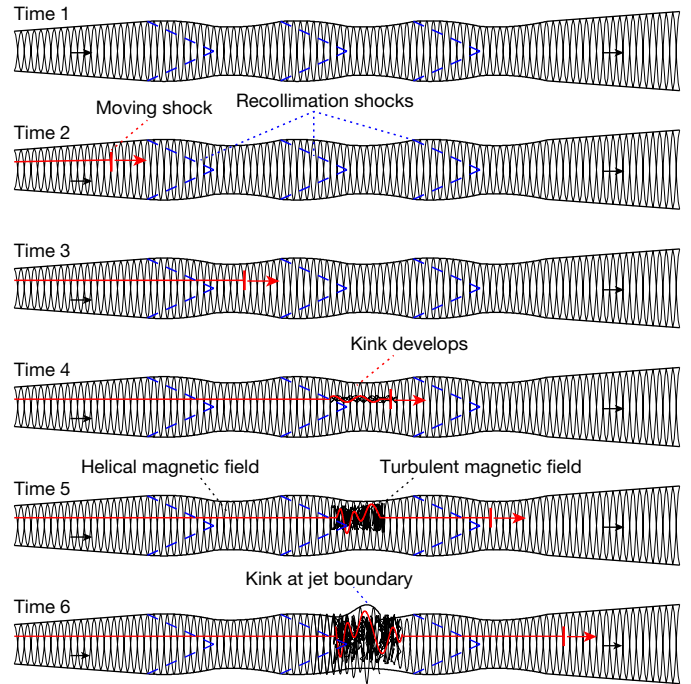 Time 1
Moving shock
Recollimation shocks
Time 2
Time 3
Kink develops
Time 4
Helical magnetic field
Turbulent magnetic field
Time 5
Kink at jet boundary
Time 6